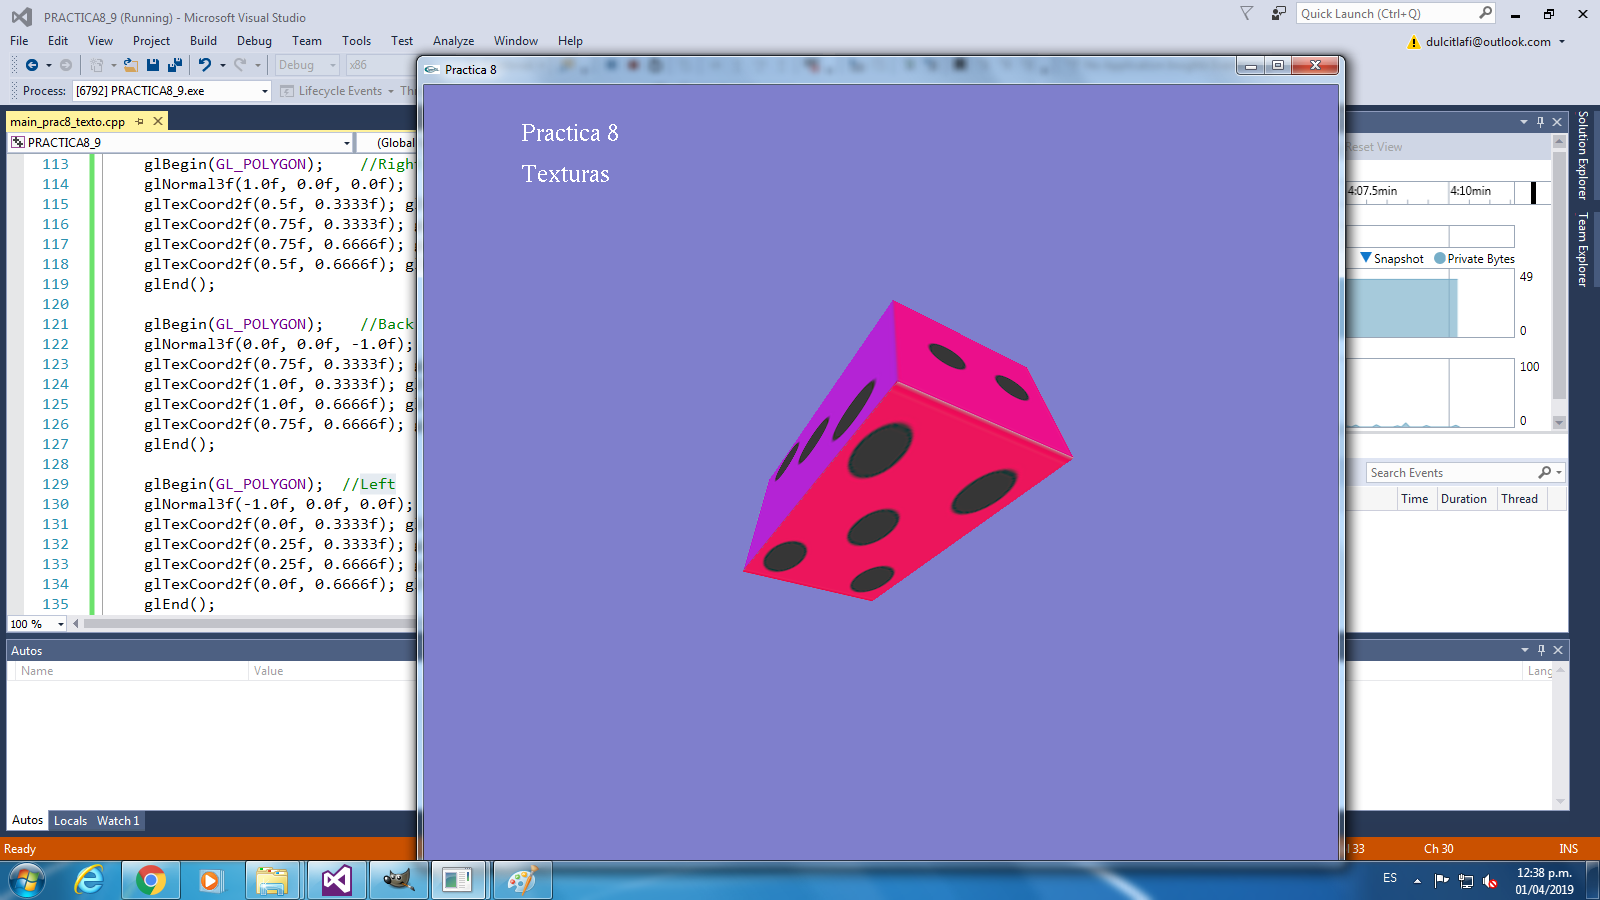 PRACTICA8_9 (Running) - Microsoft Visual Studio
Quick Launch (Ctrl+Q)
File Edit View Project Build Debug Team Tools Test Analyze Window Help
dulcitlafi@outlook.com
Debug x86
Process: [6792] PRACTICA8_9.exe Lifecycle Events
main_prac8_texto.cpp
PRACTICA8_9 (Global
113 glBegin(GL_POLYGON); //Right
114 glNormal3f(1.0f, 0.0f, 0.0f);
115 glTexCoord2f(0.5f, 0.3333f); g
116 glTexCoord2f(0.75f, 0.3333f);
117 glTexCoord2f(0.75f, 0.6666f);
118 glTexCoord2f(0.5f, 0.6666f); g
119 glEnd();
120
121 glBegin(GL_POLYGON); //Back
122 glNormal3f(0.0f, 0.0f, -1.0f);
123 glTexCoord2f(0.75f, 0.3333f);
124 glTexCoord2f(1.0f, 0.3333f); g
125 glTexCoord2f(1.0f, 0.6666f); g
126 glTexCoord2f(0.75f, 0.6666f);
127 glEnd();
128
129 glBegin(GL_POLYGON); //Left
130 glNormal3f(-1.0f, 0.0f, 0.0f);
131 glTexCoord2f(0.0f, 0.3333f); g
132 glTexCoord2f(0.25f, 0.3333f);
133 glTexCoord2f(0.25f, 0.6666f);
134 glTexCoord2f(0.0f, 0.6666f); g
135 glEnd();
100 %
Autos
Name Value
Autos Locals Watch 1
Ready
Practica 8
Practica 8
Texturas
Reset View
4:07.5min 4:10min
Snapshot Private Bytes
49
0
100
0
Search Events
Time Duration Thread
Lang
Solution Explorer
Team Explorer
33 Ch 30 INS
ES
12:38 p.m.
01/04/2019